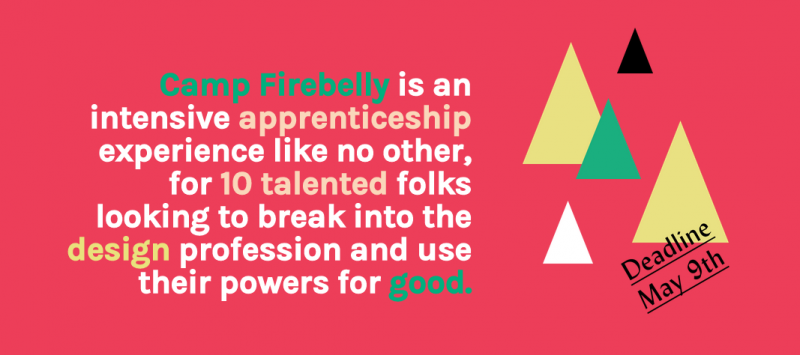 Camp Firebelly is an
intensive apprenticeship
experience like no other,
for 10 talented folks
looking to break into the
design profession and use
their powers for good.
Deadline
May 9th